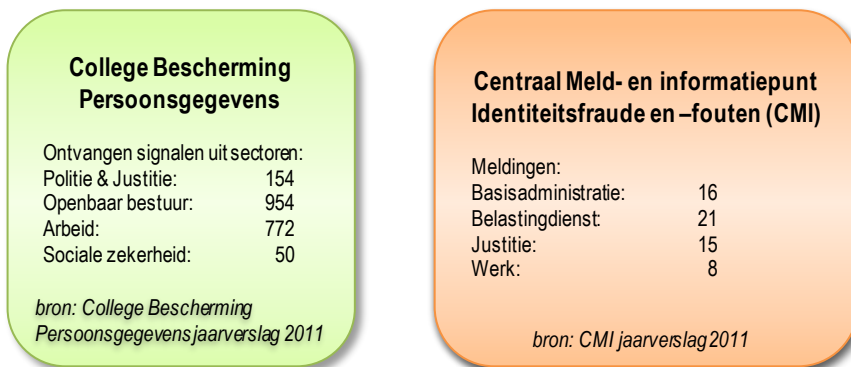 College Bescherming
Persoonsgegevens
Ontvangen signalen uit sectoren:
Politie & Justitie: 154
Openbaar bestuur: 954
Arbeid: 772
Sociale zekerheid: 50
bron: College Bescherming
Persoonsgegevens jaarverslag 2011
Centraal Meld- en informatiepunt
Identiteitsfraude en –fouten (CMI)
Meldingen:
Basisadministratie: 16
Belastingdienst: 21
Justitie: 15
Werk: 8
bron: CMI jaarverslag 2011